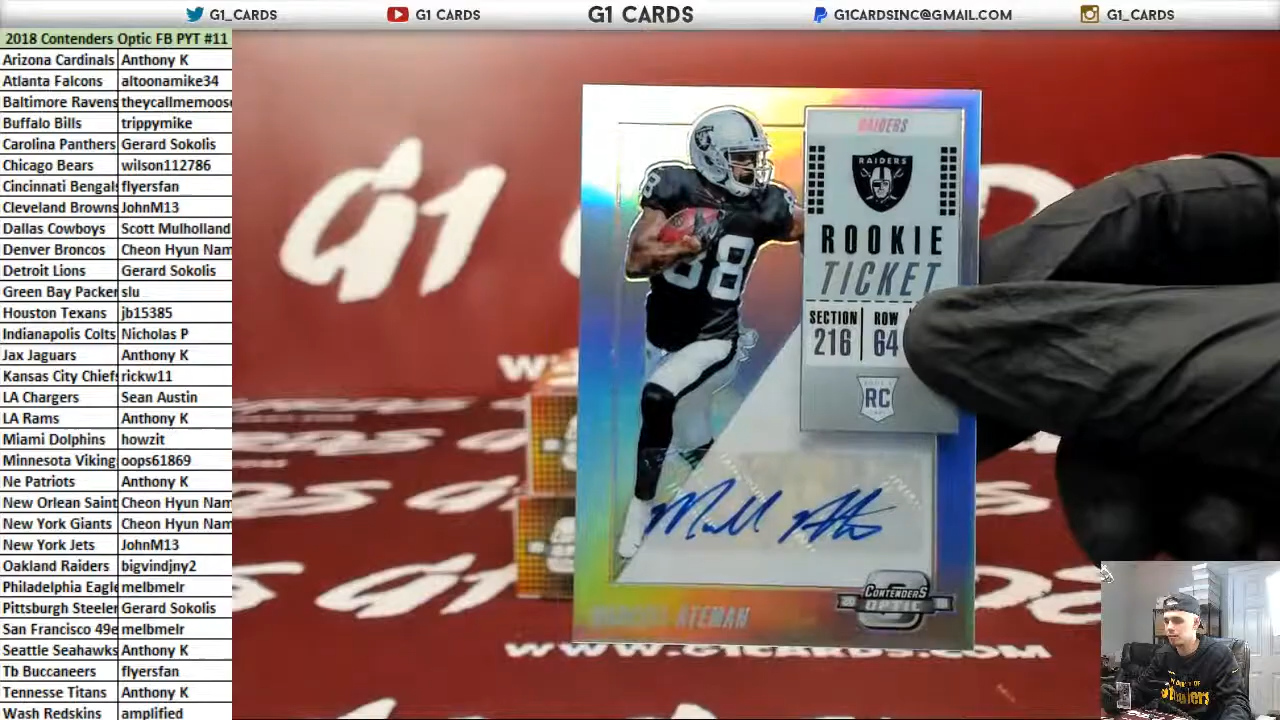 G1_CARDS
G1 CARDS
G1 CARDS
G1CARDSINC@GMAIL.COM
G1_CARDS
2018 Contenders Optic FB PYT #11
Arizona Cardinals Anthony K
Atlanta Falcons altoonamike34
Baltimore Ravens theycallmemoose
Buffalo Bills trippymike
Carolina Panthers Gerard Sokolis
Chicago Bears wilson112786
Cincinnati Bengals flyersfan
Cleveland Browns JohnM13
Dallas Cowboys Scott Mulholland
Denver Broncos Cheon Hyun Nam
Detroit Lions Gerard Sokolis
Green Bay Packer slu
Houston Texans jb15385
Indianapolis Colts Nicholas P
Jax Jaguars Anthony K
Kansas City Chiefs rickw11
LA Chargers Sean Austin
LA Rams Anthony K
Miami Dolphins howzit
Minnesota Viking oops61869
Ne Patriots Anthony K
New Orlean Saint Cheon Hyun Nam
New York Giants Cheon Hyun Nam
New York Jets JohnM13
Oakland Raiders bigvindjny2
Philadelphia Eagle melbmelr
Pittsburgh Steeler Gerard Sokolis
San Francisco 49e melbmelr
Seattle Seahawks Anthony K
Tb Buccaneers flyersfan
Tennesse Titans Anthony K
Wash Redskins amplified
RAIDERS
RAIDERS
ROOKIE
TICKET
SECTION ROW
216 64
RC
88
CONTENDERS
OPTIC
ATEMAN
G1
WWW.G1CARDS.COM